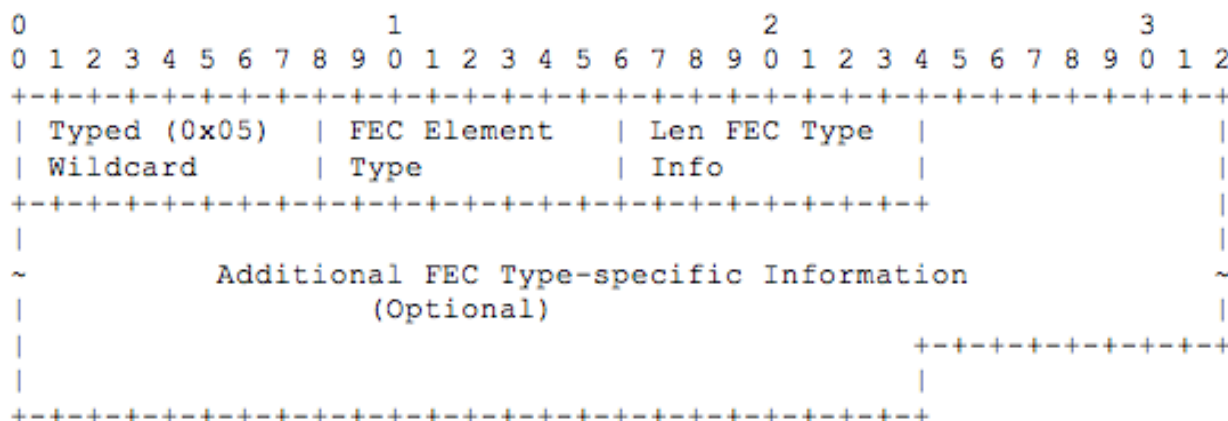 0                   1                   2                   3
0 1 2 3 4 5 6 7 8 9 0 1 2 3 4 5 6 7 8 9 0 1 2 3 4 5 6 7 8 9 0 1 2
+-+-+-+-+-+-+-+-+-+-+-+-+-+-+-+-+-+-+-+-+-+-+-+-+-+-+-+-+-+-+-+-+
| Typed (0x05)  | FEC Element   | Len FEC Type  |               |
| Wildcard      | Type          | Info          |               |
+-+-+-+-+-+-+-+-+-+-+-+-+-+-+-+-+-+-+-+-+-+-+-+-+               |
|                                                               |
~          Additional FEC Type-specific Information             ~
|                  (Optional)                                   |
|                                               +-+-+-+-+-+-+-+-+
|                                               |
+-+-+-+-+-+-+-+-+-+-+-+-+-+-+-+-+-+-+-+-+-+-+-+-+